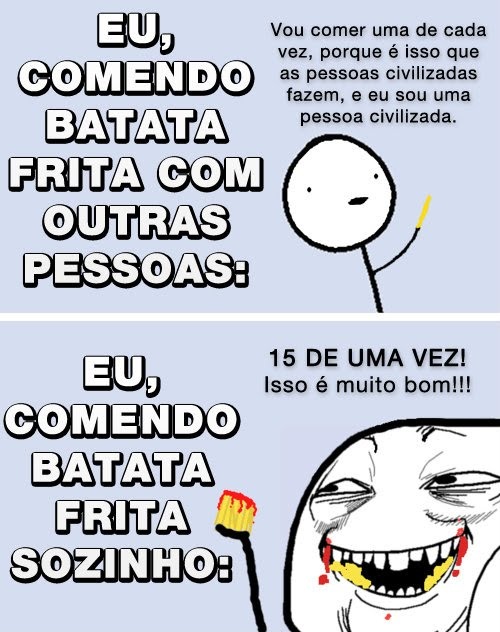 EU,
COMENDO
BATATA
FRITA COM
OUTRAS
PESSOAS:
Vou comer uma de cada
vez, porque é isso que
as pessoas civilizadas
fazem, e eu sou uma
pessoa civilizada.
EU,
COMENDO
BATATA
FRITA
SOZINHO:
15 DE UMA VEZ!
Isso é muito bom!!!